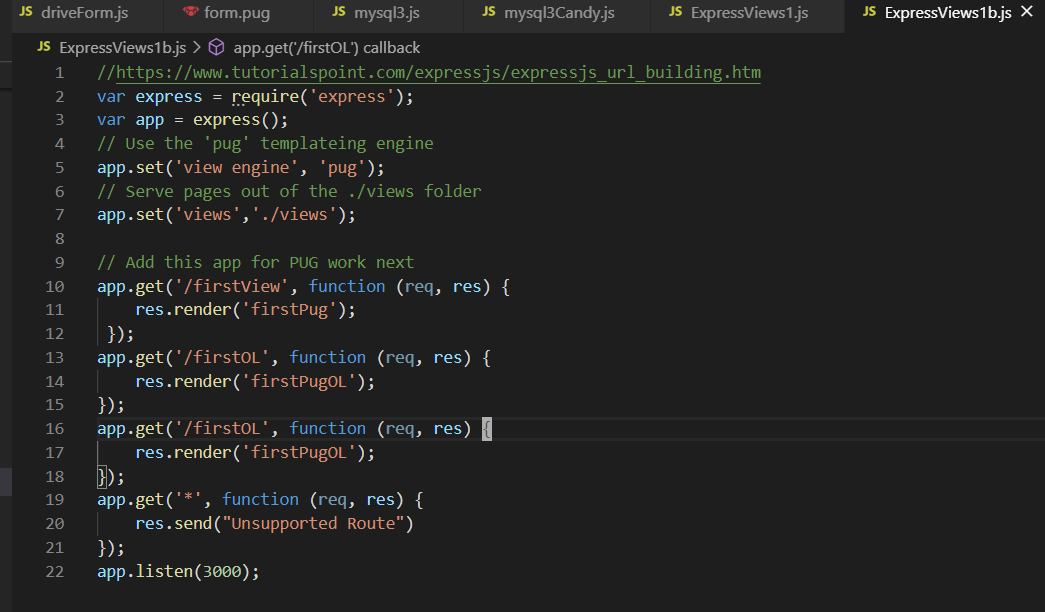 JS driveForm.js form.pug JS mysql3.js JS mysql3Candy.js JS ExpressViews1.js JS ExpressViews1b.js ×
JS ExpressViews1b.js > app.get('/firstOL') callback
1 //https://www.tutorialspoint.com/expressjs/expressjs_url_building.htm
2 var express = require('express');
3 var app = express();
4 // Use the 'pug' templateing engine
5 app.set('view engine', 'pug');
6 // Serve pages out of the ./views folder
7 app.set('views','./views');
8
9 // Add this app for PUG work next
10 app.get('/firstView', function (req, res) {
11     res.render('firstPug');
12  });
13 app.get('/firstOL', function (req, res) {
14     res.render('firstPugOL');
15 });
16 app.get('/firstOL', function (req, res) {
17     res.render('firstPugOL');
18 });
19 app.get('*', function (req, res) {
20     res.send("Unsupported Route")
21 });
22 app.listen(3000);